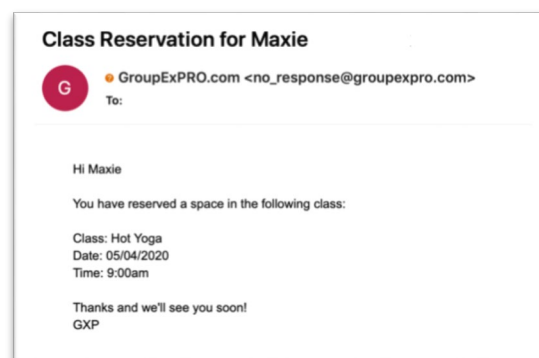 Class Reservation for Maxie
G
GroupExPRO.com <no_response@groupexpro.com>
To:
Hi Maxie
You have reserved a space in the following class:
Class: Hot Yoga
Date: 05/04/2020
Time: 9:00am
Thanks and we'll see you soon!
GXP